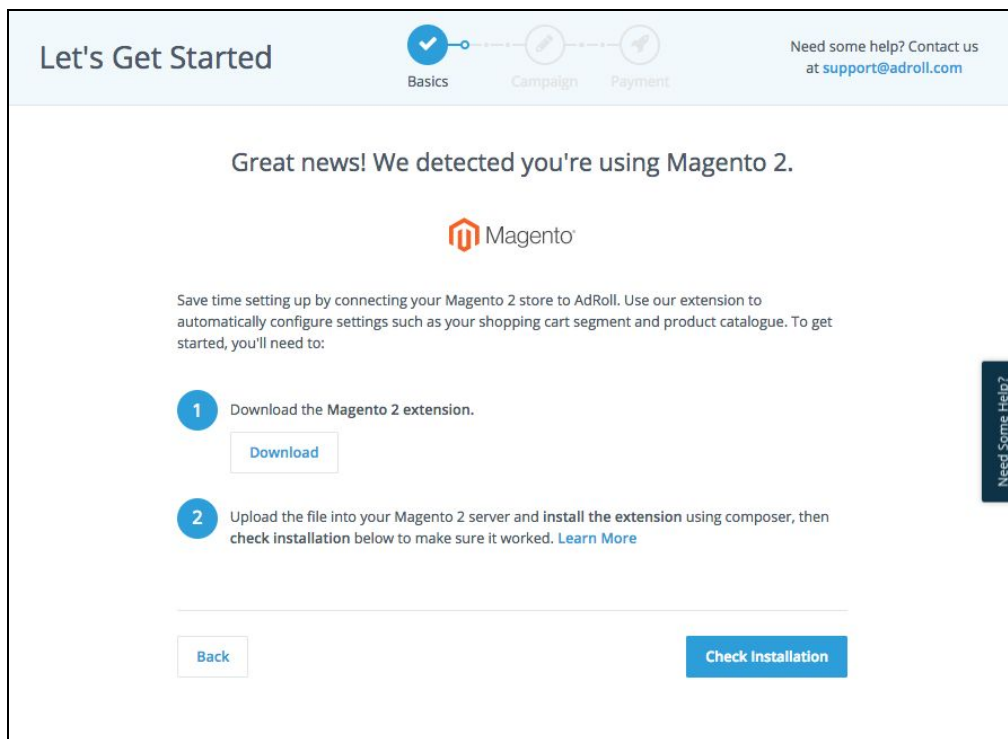 Let's Get Started
Basics
Campaign
Payment
Need some help? Contact us
at support@adroll.com
Great news! We detected you're using Magento 2.
Magento
Save time setting up by connecting your Magento 2 store to AdRoll. Use our extension to
automatically configure settings such as your shopping cart segment and product catalogue. To get
started, you'll need to:
1
Download the Magento 2 extension.
Download
2
Upload the file into your Magento 2 server and install the extension using composer, then
check installation below to make sure it worked. Learn More
Back
Check Installation
Need Some Help?